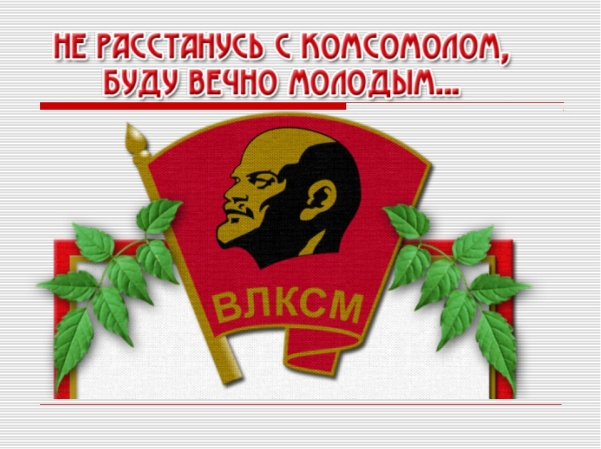 НЕ РАССТАНУСЬ С КОМСОМОЛОМ,
БУДУ ВЕЧНО МОЛОДЫМ...
ВЛКСМ